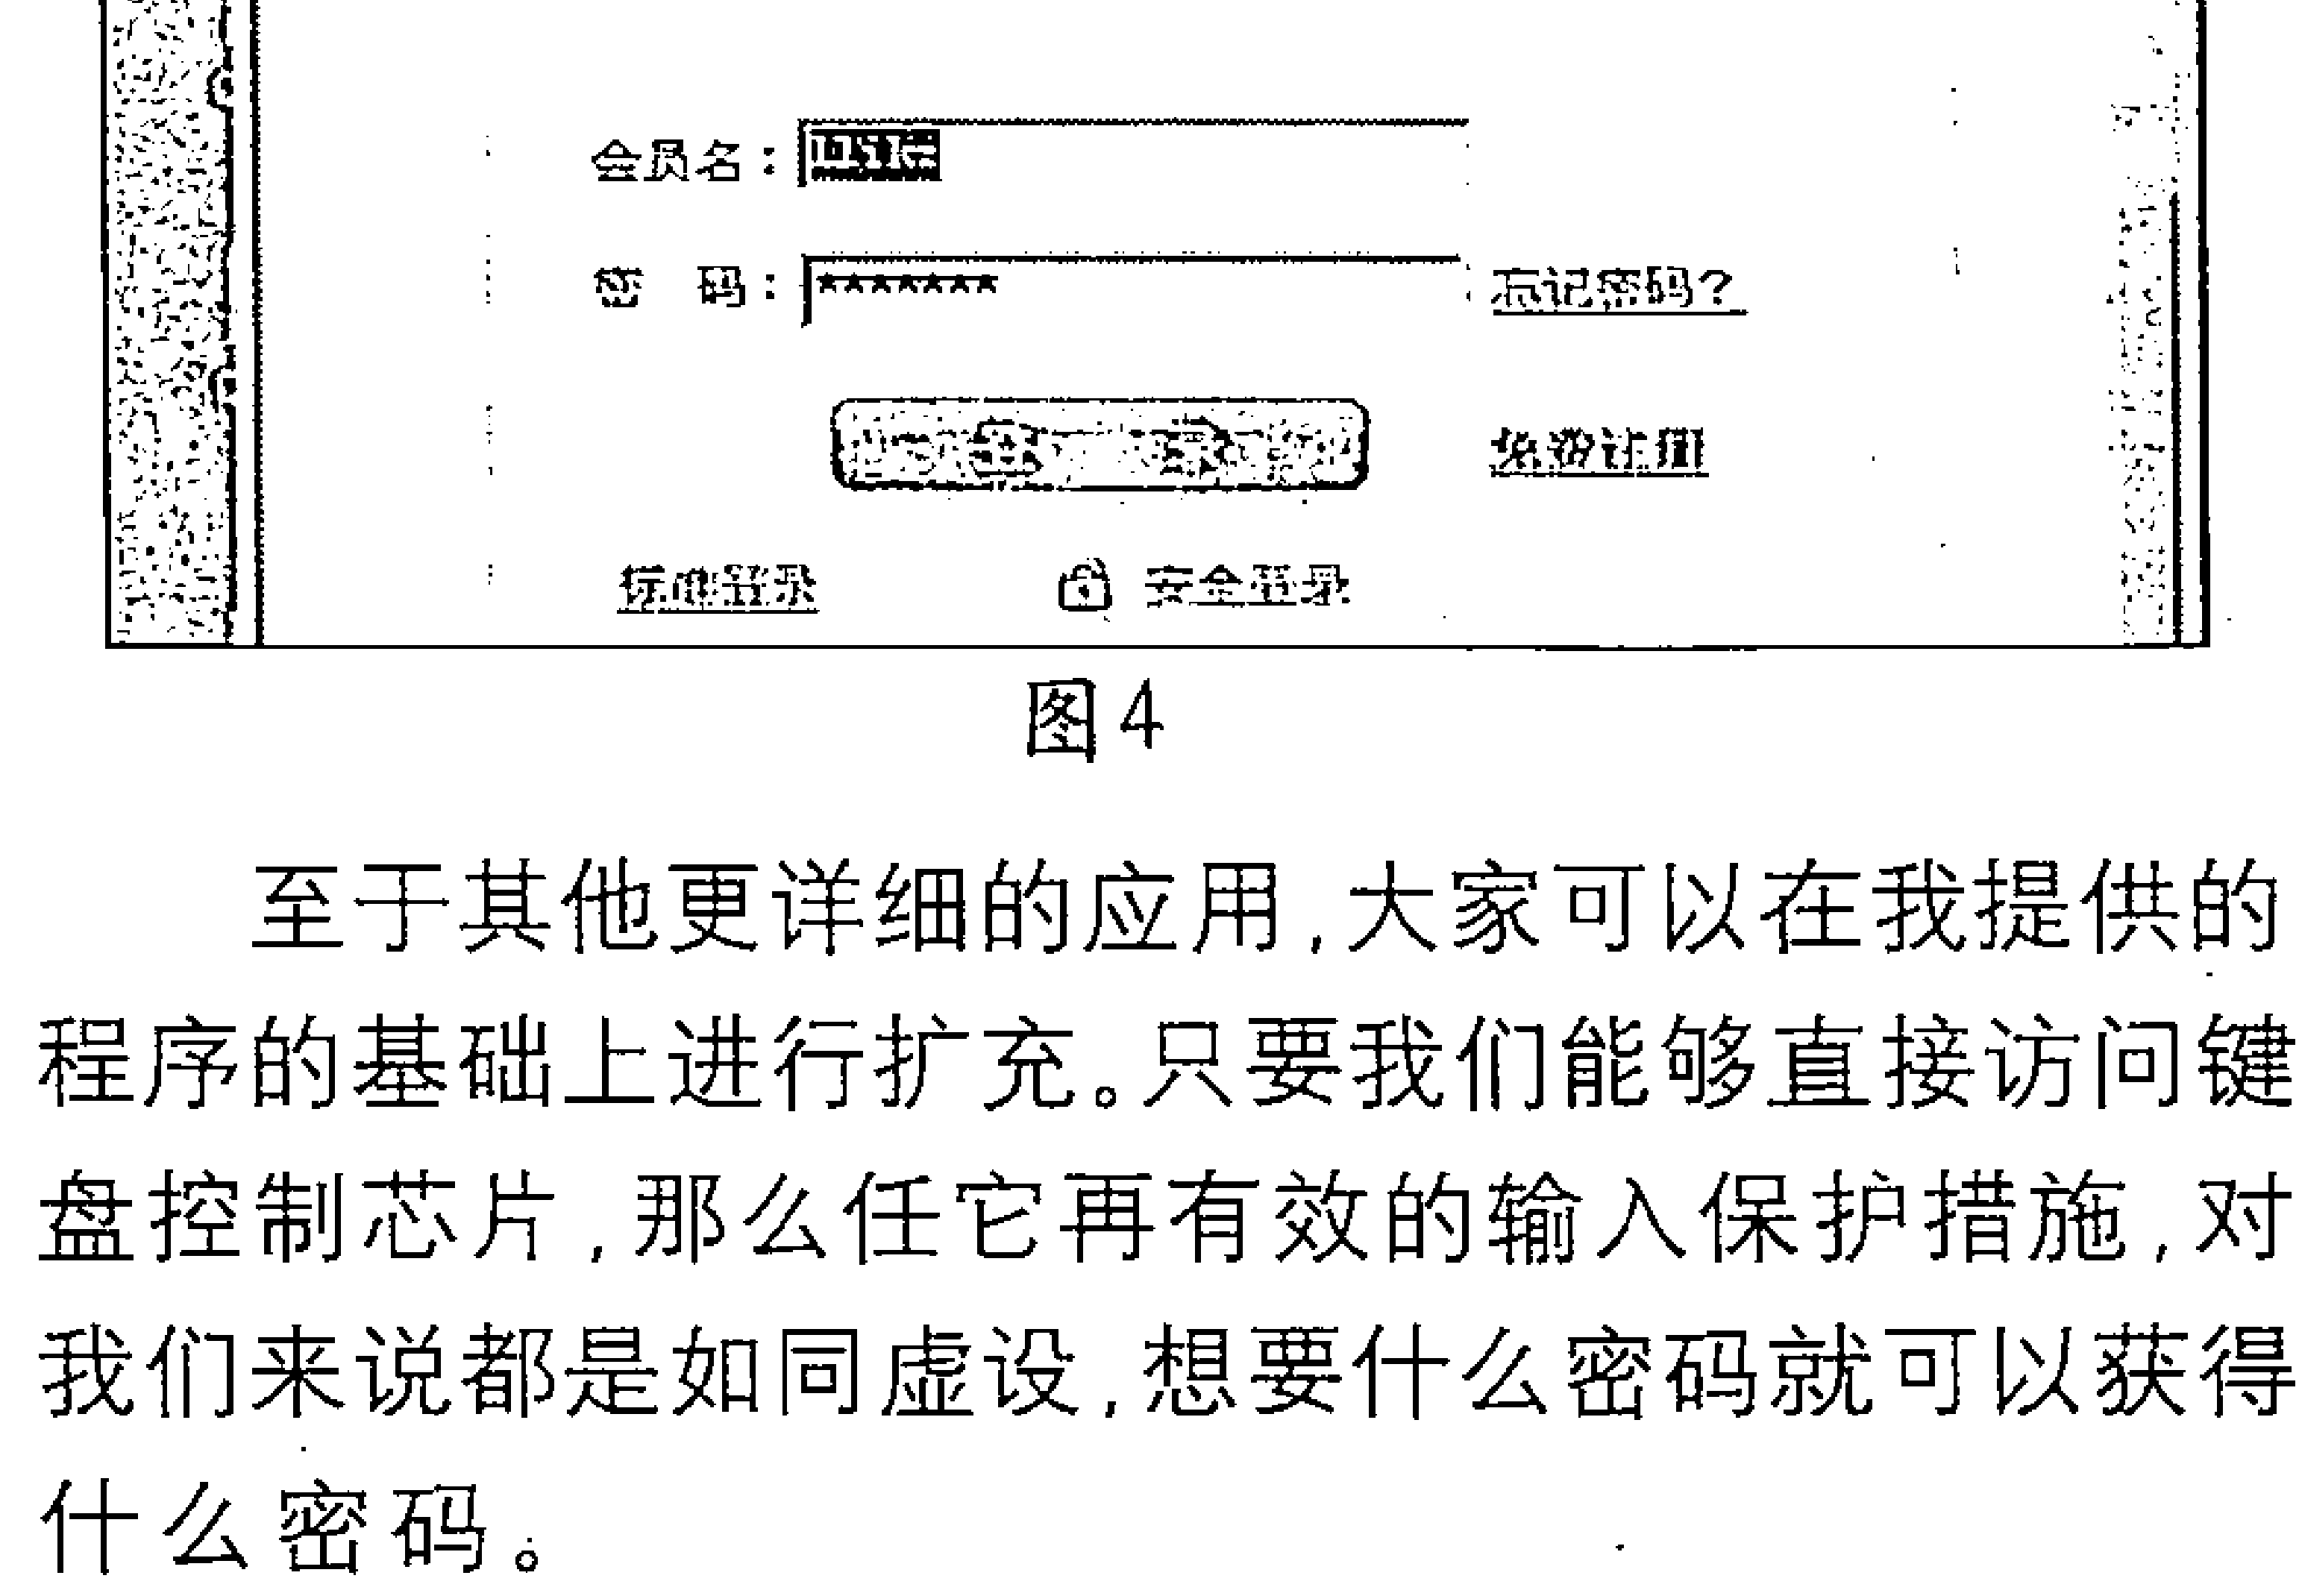 会员名：
密 码：******* 忘记密码？
登 录 免费注册
标准登录 安全登录
图4
至于其他更详细的应用，大家可以在我提供的
程序的基础上进行扩充。只要我们能够直接访问键
盘控制芯片，那么任它再有效的输入保护措施，对
我们来说都是如同虚设，想要什么密码就可以获得
什么密码。